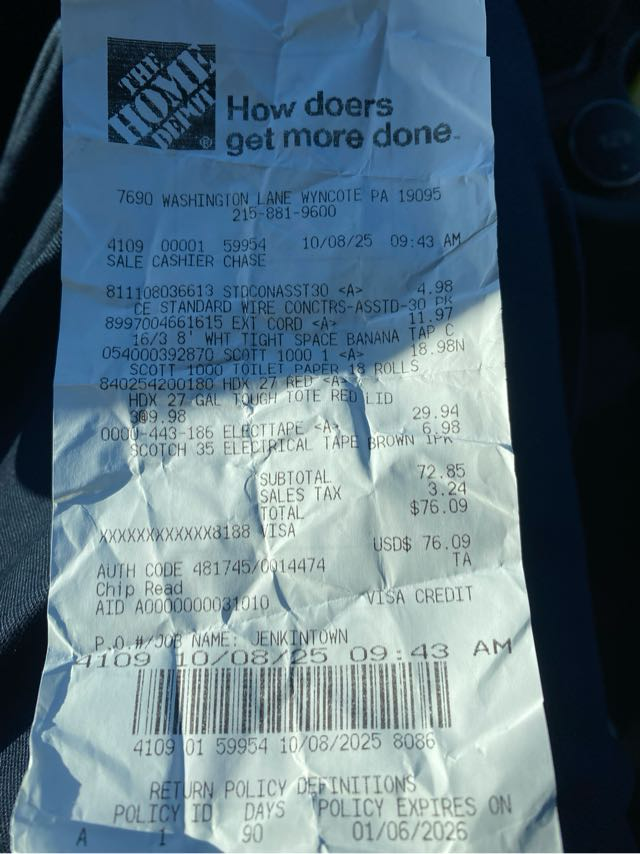 THE
HOME
DEPOT
How doers
get more done
7690 WASHINGTON LANE WYNCOTE PA 19095
215-881-9600
4109 00001 59954 10/08/25 09:43 AM
SALE CASHIER CHASE
811108036613 STDCONASST30 <A> 4.98
CE STANDARD WIRE CONCTRS-ASSTD-30 PK
8997004661615 EXT CORD <A> 11.97
16/3 8' WHT TIGHT SPACE BANANA TAP C
054000392870 SCOTT 1000 1 <A> 18.98N
SCOTT 1000 TOILET PAPER 18 ROLLS
840254200180 HDX 27 RED <A>
HDX 27 GAL TOUGH TOTE RED LID
3@9.98 29.94
0000-443-186 ELECTTAPE <A> 6.98
SCOTCH 35 ELECTRICAL TAPE BROWN 1PK
SUBTOTAL 72.85
SALES TAX 3.24
TOTAL $76.09
XXXXXXXXXXXX8188 VISA
USD$ 76.09
AUTH CODE 481745/0014474 TA
Chip Read
AID A0000000031010 VISA CREDIT
P.O.#/JOB NAME: JENKINTOWN
4109 10/08/25 09:43 AM
4109 01 59954 10/08/2025 8086
RETURN POLICY DEFINITIONS
POLICY ID DAYS POLICY EXPIRES ON
A 1 90 01/06/2026